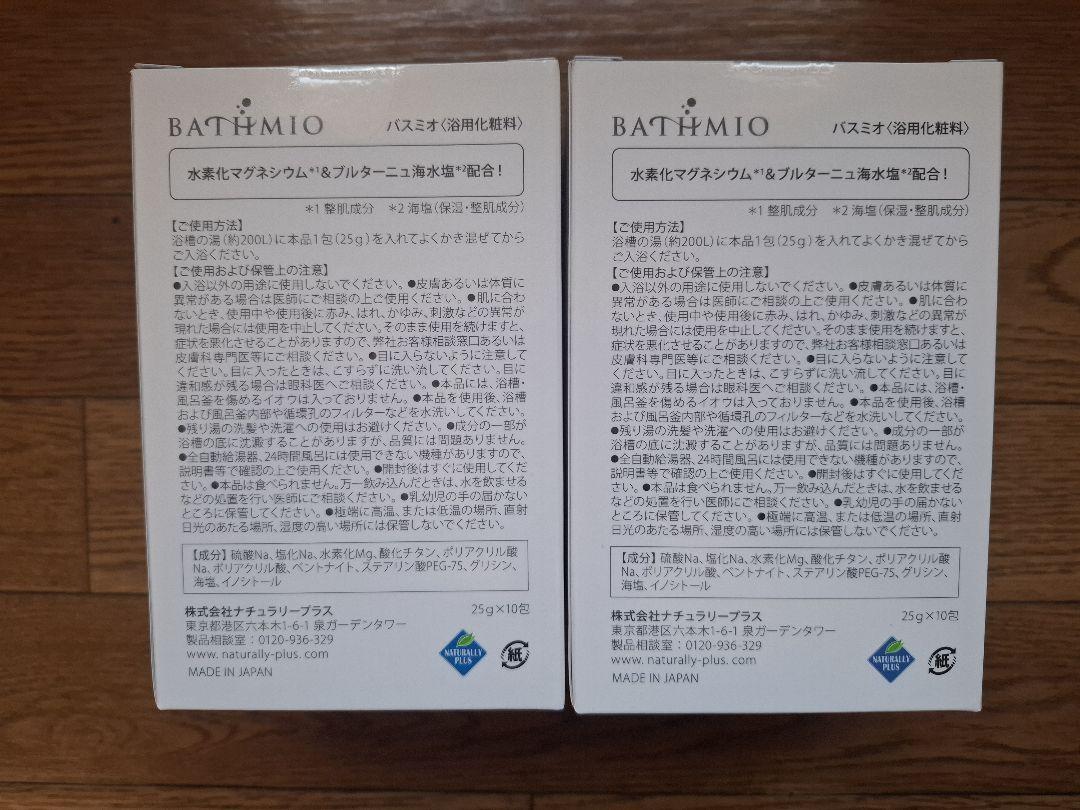 BATHMIO バスミオ〈浴用化粧料〉
水素化マグネシウム*1&ブルターニュ海水塩*2配合!
*1 整肌成分 *2 海塩(保湿・整肌成分)
【ご使用方法】
浴槽の湯(約200L)に本品1包(25g)を入れてよくかき混ぜてから
ご入浴ください。
【ご使用および保管上の注意】
●入浴以外の用途に使用しないでください。●皮膚あるいは体質に
異常がある場合は医師にご相談の上ご使用ください。●肌に合わ
ないとき、使用中や使用後に赤み、はれ、かゆみ、刺激などの異常が
現れた場合には使用を中止してください。そのまま使用を続けますと、
症状を悪化させることがありますので、弊社お客様相談窓口あるいは
皮膚科専門医等にご相談ください。●目に入らないように注意して
ください。目に入ったときは、こすらずに洗い流してください。目に
違和感が残る場合は眼科医へご相談ください。●本品には、浴槽・
風呂釜を傷めるイオウは入っておりません。●本品を使用後、浴槽
および風呂釜内部や循環孔のフィルターなどを水洗いしてください。
●残り湯の洗髪や洗濯への使用はお避けください。●成分の一部が
浴槽の底に沈澱することがありますが、品質には問題ありません。
●全自動給湯器、24時間風呂には使用できない機種がありますので、
説明書等で確認の上ご使用ください。●開封後はすぐに使用してくだ
さい。●本品は食べられません。万一飲み込んだときは、水を飲ませる
などの処置を行い医師にご相談ください。●乳幼児の手の届かない
ところに保管してください。●極端に高温、または低温の場所、直射
日光のあたる場所、湿度の高い場所には保管しないでください。
【成分】硫酸Na、塩化Na、水素化Mg、酸化チタン、ポリアクリル酸
Na、ポリアクリル酸、ベントナイト、ステアリン酸PEG-75、グリシン、
海塩、イノシトール
株式会社ナチュラリープラス 25g×10包
東京都港区六本木1-6-1 泉ガーデンタワー
製品相談室:0120-936-329
www. naturally-plus. com
MADE IN JAPAN
NATURALLY
PLUS
紙
BATHMIO バスミオ〈浴用化粧料〉
水素化マグネシウム*1&ブルターニュ海水塩*2配合!
*1 整肌成分 *2 海塩(保湿・整肌成分)
【ご使用方法】
浴槽の湯(約200L)に本品1包(25g)を入れてよくかき混ぜてから
ご入浴ください。
【ご使用および保管上の注意】
●入浴以外の用途に使用しないでください。●皮膚あるいは体質に
異常がある場合は医師にご相談の上ご使用ください。●肌に合わ
ないとき、使用中や使用後に赤み、はれ、かゆみ、刺激などの異常が
現れた場合には使用を中止してください。そのまま使用を続けますと、
症状を悪化させることがありますので、弊社お客様相談窓口あるいは
皮膚科専門医等にご相談ください。●目に入らないように注意して
ください。目に入ったときは、こすらずに洗い流してください。目に
違和感が残る場合は眼科医へご相談ください。●本品には、浴槽・
風呂釜を傷めるイオウは入っておりません。●本品を使用後、浴槽
および風呂釜内部や循環孔のフィルターなどを水洗いしてください。
●残り湯の洗髪や洗濯への使用はお避けください。●成分の一部が
浴槽の底に沈澱することがありますが、品質には問題ありません。
●全自動給湯器、24時間風呂には使用できない機種がありますので、
説明書等で確認の上ご使用ください。●開封後はすぐに使用してくだ
さい。●本品は食べられません。万一飲み込んだときは、水を飲ませる
などの処置を行い医師にご相談ください。●乳幼児の手の届かない
ところに保管してください。●極端に高温、または低温の場所、直射
日光のあたる場所、湿度の高い場所には保管しないでください。
【成分】硫酸Na、塩化Na、水素化Mg、酸化チタン、ポリアクリル酸
Na、ポリアクリル酸、ベントナイト、ステアリン酸PEG-75、グリシン、
海塩、イノシトール
株式会社ナチュラリープラス 25g×10包
東京都港区六本木1-6-1 泉ガーデンタワー
製品相談室:0120-936-329
www. naturally-plus. com
MADE IN JAPAN
NATURALLY
PLUS
紙